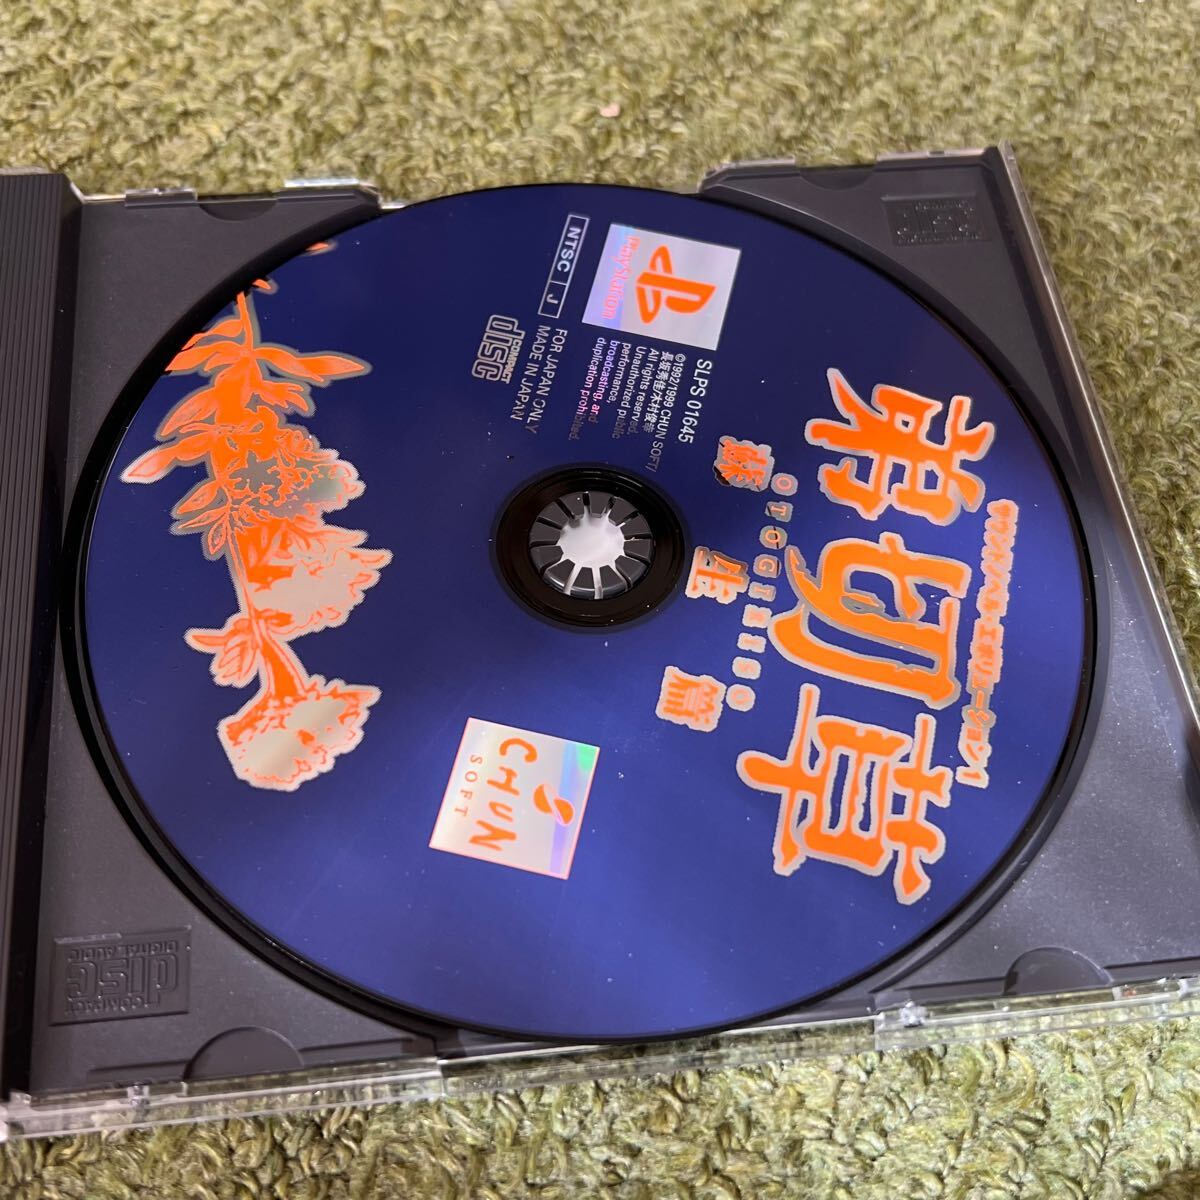 サウンドノベル・エボリューション1
弟切草
OTOGIRISO
蘇生篇
PlayStation
SLPS 01645
©1992/1999 CHUN SOFT/
長坂秀佳/木村俊幸
All rights reserved.
Unauthorized public
performance,
broadcasting, and
duplication prohibited.
NTSC J
COMPACT
disc
FOR JAPAN ONLY
MADE IN JAPAN
CHUN
SOFT
COMPACT
disc
DIGITAL AUDIO